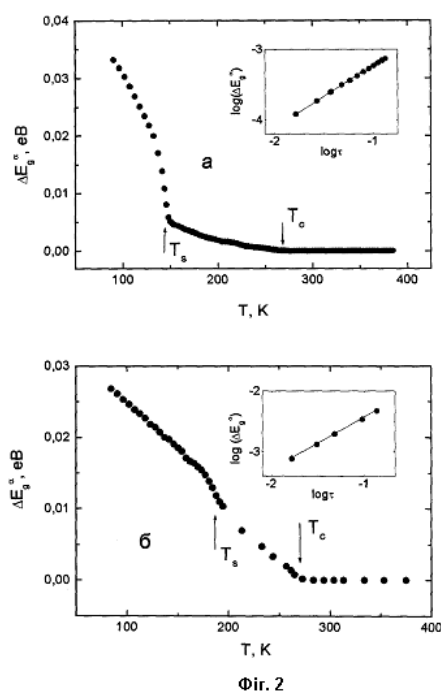 0,04
0,03
0,02
0,01
0,00
ΔE_g^α, eB
100
200
300
400
T, K
а
T_s
T_c
-3
-4
-2
-1
log(ΔE_g^α)
logτ
0,03
0,02
0,01
0,00
ΔE_g^α, eB
100
200
300
400
T, K
б
T_s
T_c
-2
-3
-2
-1
log (ΔE_g^α)
logτ
Фіг. 2